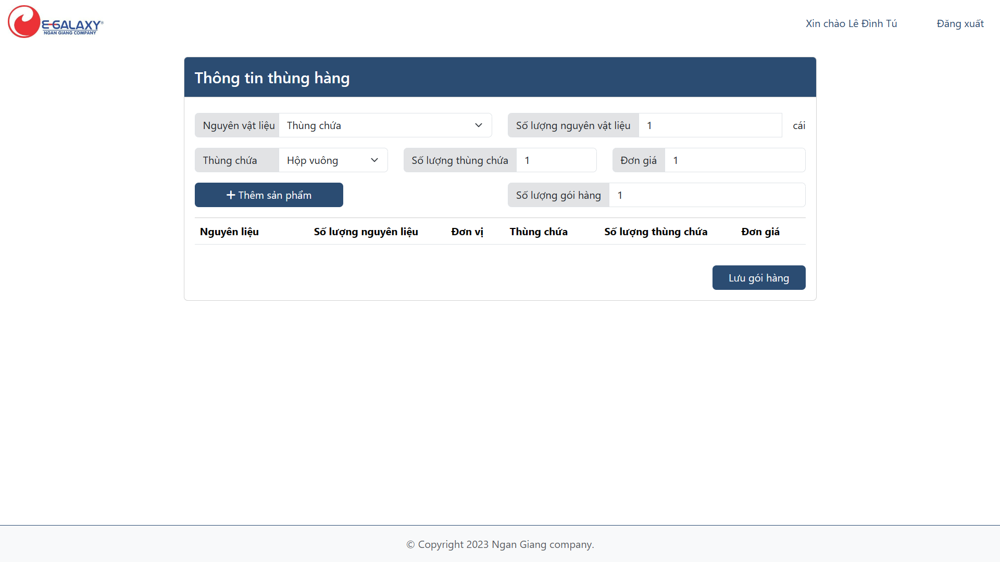 E-GALAXY®
NGAN GIANG COMPANY
Xin chào Lê Đình Tú
Đăng xuất
Thông tin thùng hàng
Nguyên vật liệu
Thùng chứa
Số lượng nguyên vật liệu
1
cái
Thùng chứa
Hộp vuông
Số lượng thùng chứa
1
Đơn giá
1
Thêm sản phẩm
Số lượng gói hàng
1
Nguyên liệu
Số lượng nguyên liệu
Đơn vị
Thùng chứa
Số lượng thùng chứa
Đơn giá
Lưu gói hàng
© Copyright 2023 Ngan Giang company.